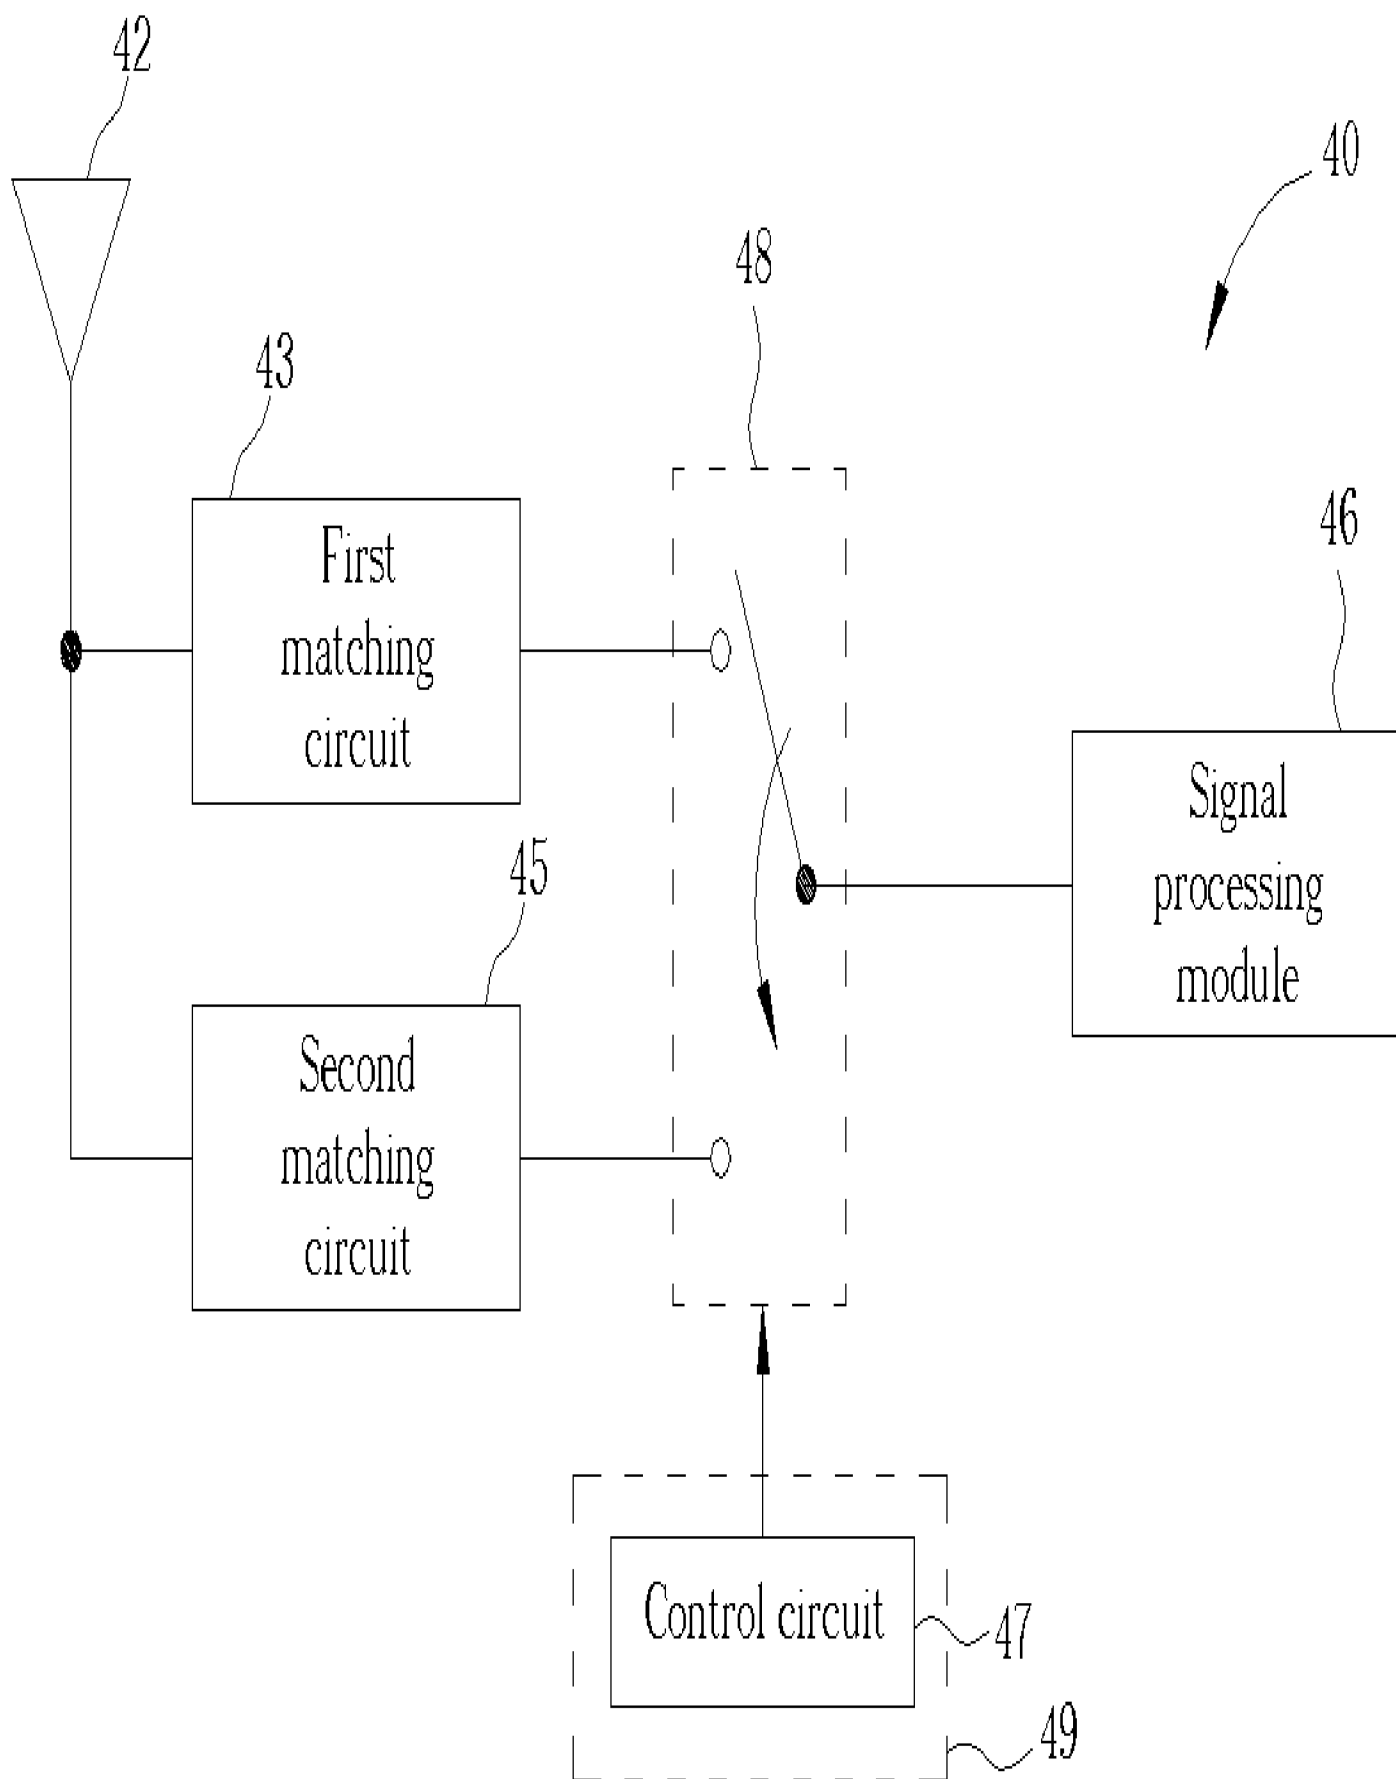 42
40
48
43
46
First
matching
circuit
Signal
processing
module
45
Second
matching
circuit
Control circuit
47
49